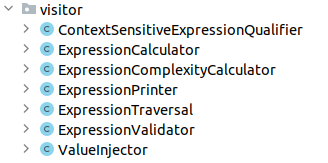 visitor
ContextSensitiveExpressionQualifier
ExpressionCalculator
ExpressionComplexityCalculator
ExpressionPrinter
ExpressionTraversal
ExpressionValidator
ValueInjector